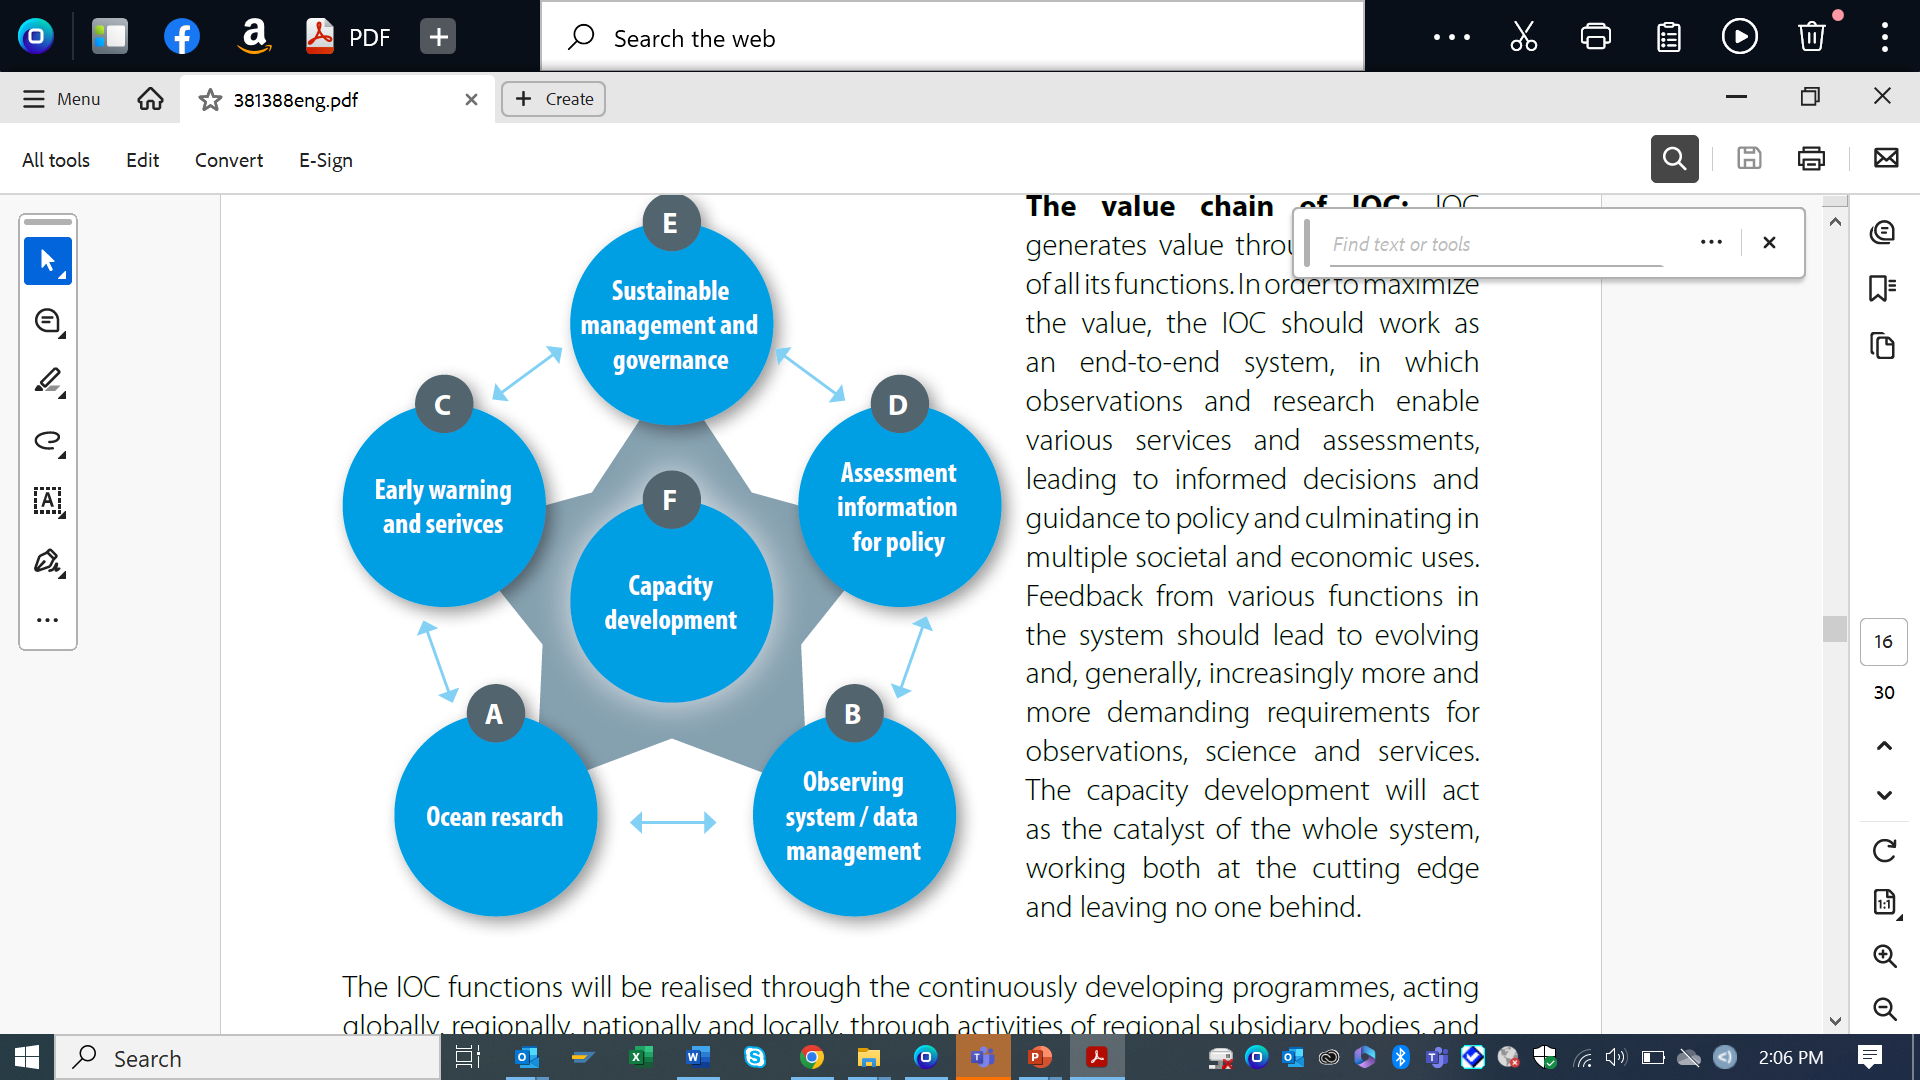 PDF
Search the web
Menu
381388eng.pdf
Create
All tools
Edit
Convert
E-Sign
Find text or tools
E
Sustainable
management and
governance
C
Early warning
and serivces
D
Assessment
information
for policy
F
Capacity
development
A
Ocean resarch
B
Observing
system / data
management
The value chain of IOC: IOC
generates value
of all its functions. In order to maximize
the value, the IOC should work as
an end-to-end system, in which
observations and research enable
various services and assessments,
leading to informed decisions and
guidance to policy and culminating in
multiple societal and economic uses.
Feedback from various functions in
the system should lead to evolving
and, generally, increasingly more and
more demanding requirements for
observations, science and services.
The capacity development will act
as the catalyst of the whole system,
working both at the cutting edge
and leaving no one behind.
The IOC functions will be realised through the continuously developing programmes, acting
globally, regionally, nationally and locally, through activities of regional subsidiary bodies, and
16
30
1:1
Search
2:06 PM